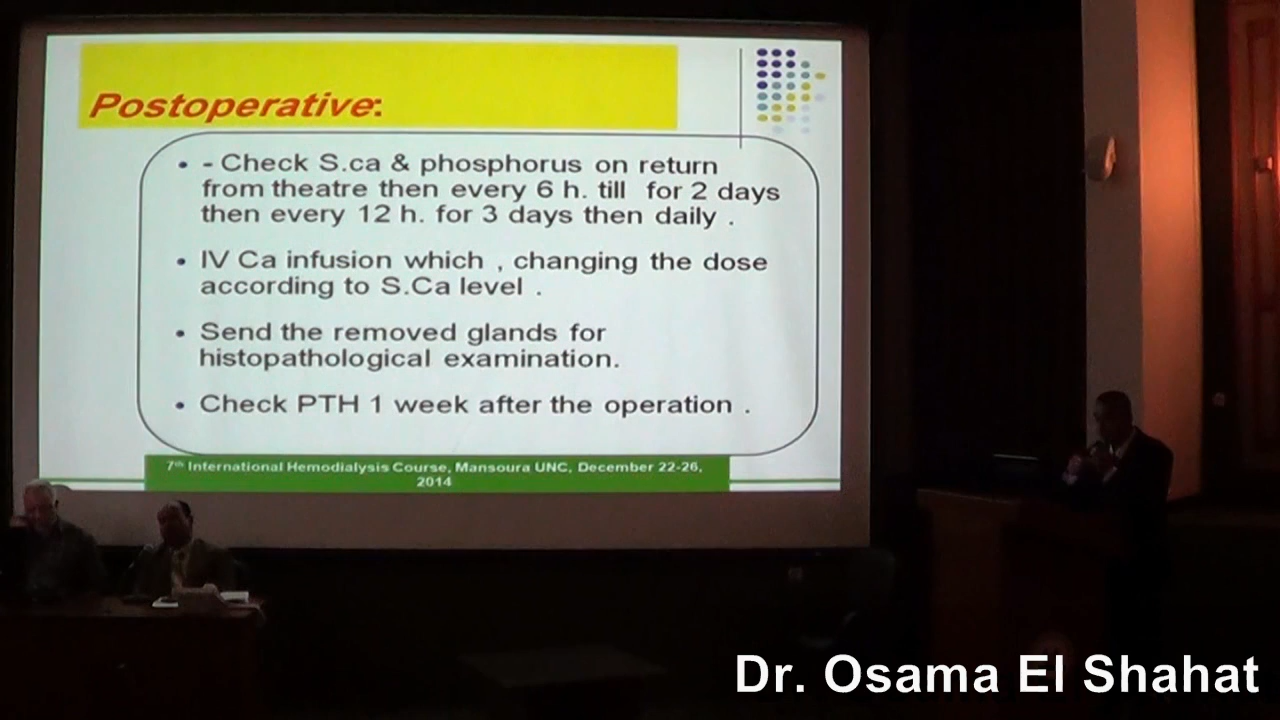 Postoperative:
• - Check S.ca & phosphorus on return
from theatre then every 6 h. till for 2 days
then every 12 h. for 3 days then daily .
• IV Ca infusion which , changing the dose
according to S.Ca level .
• Send the removed glands for
histopathological examination.
• Check PTH 1 week after the operation .
7th International Hemodialysis Course, Mansoura UNC, December 22-26,
2014
Dr. Osama El Shahat